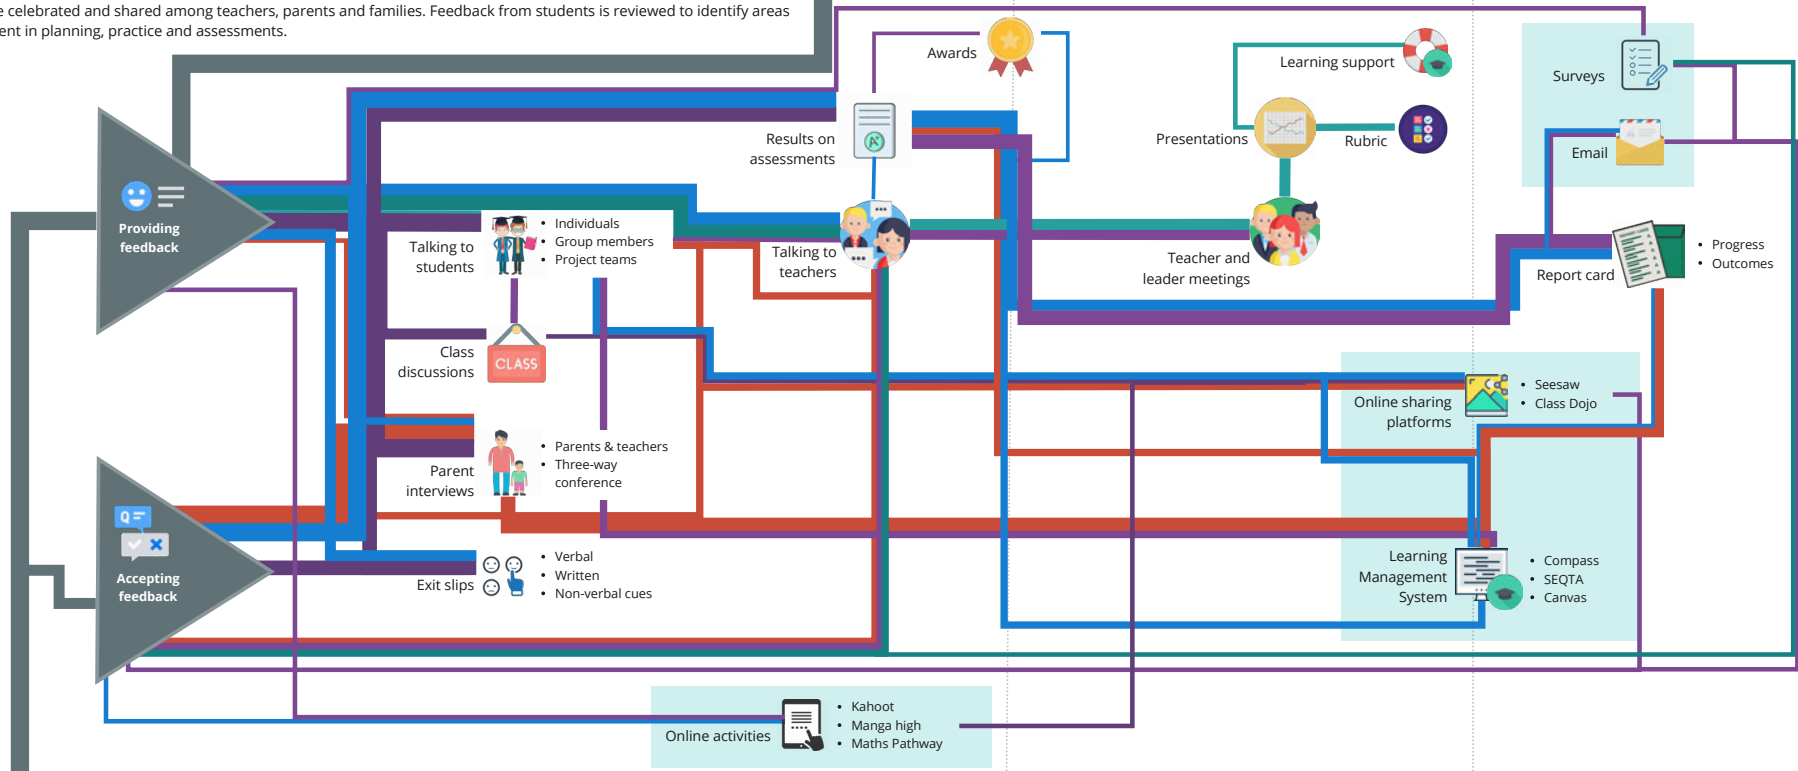 e celebrated and shared among teachers, parents and families. Feedback from students is reviewed to identify areas
ent in planning, practice and assessments.
Awards
Learning support
Surveys
Results on
assessments
Presentations
Rubric
Email
Providing
feedback
Talking to
students
• Individuals
• Group members
• Project teams
Talking to
teachers
Teacher and
leader meetings
Report card
• Progress
• Outcomes
Class
discussions
CLASS
Online sharing
platforms
• Seesaw
• Class Dojo
Parent
interviews
• Parents & teachers
• Three-way
conference
Accepting
feedback
Exit slips
• Verbal
• Written
• Non-verbal cues
Learning
Management
System
• Compass
• SEQTA
• Canvas
Online activities
• Kahoot
• Manga high
• Maths Pathway